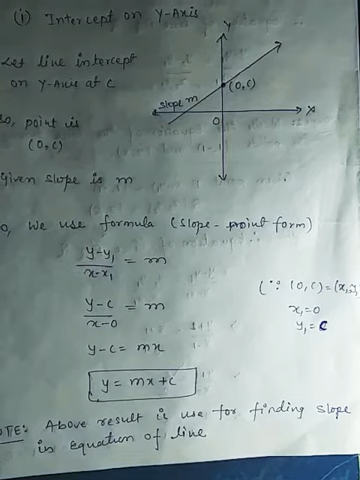 (i) Intercept on Y-Axis
Y
Let line intercept
on Y-Axis at C
(0,C)
slope m
X
0
So, point is
(0,C)
Given slope is m
So, we use formula (slope-point form)
y-y₁/x-x₁ = m
y-c/x-0 = m
(∵ (0,C)=(x₁,y₁)
x₁=0
y₁=C
y-c = mx
y = mx+c
NOTE: Above result is use for finding slope
in equation of line